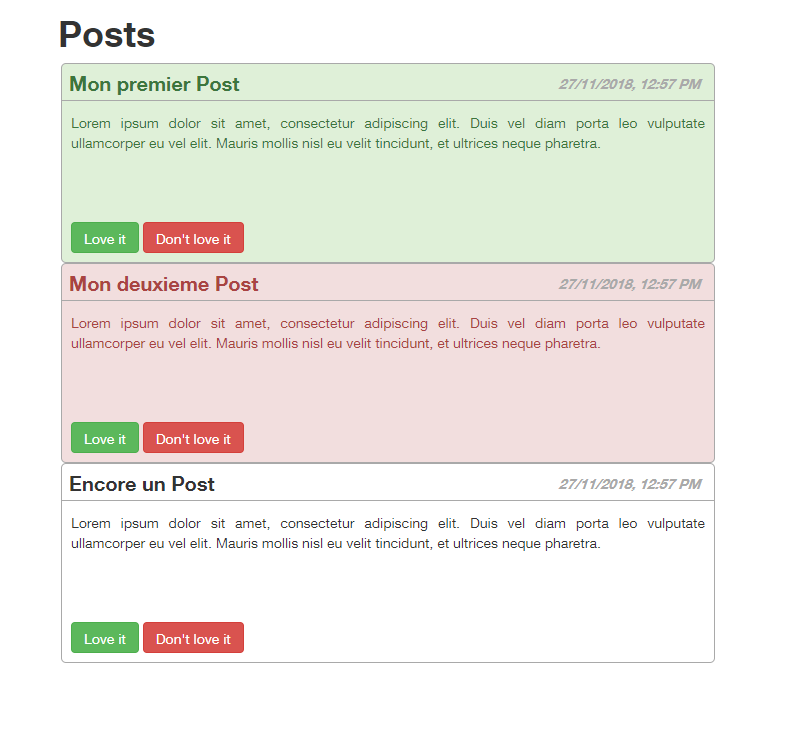 Posts
Mon premier Post 27/11/2018, 12:57 PM
Lorem ipsum dolor sit amet, consectetur adipiscing elit. Duis vel diam porta leo vulputate
ullamcorper eu vel elit. Mauris mollis nisl eu velit tincidunt, et ultrices neque pharetra.
Love it Don't love it
Mon deuxieme Post 27/11/2018, 12:57 PM
Lorem ipsum dolor sit amet, consectetur adipiscing elit. Duis vel diam porta leo vulputate
ullamcorper eu vel elit. Mauris mollis nisl eu velit tincidunt, et ultrices neque pharetra.
Love it Don't love it
Encore un Post 27/11/2018, 12:57 PM
Lorem ipsum dolor sit amet, consectetur adipiscing elit. Duis vel diam porta leo vulputate
ullamcorper eu vel elit. Mauris mollis nisl eu velit tincidunt, et ultrices neque pharetra.
Love it Don't love it